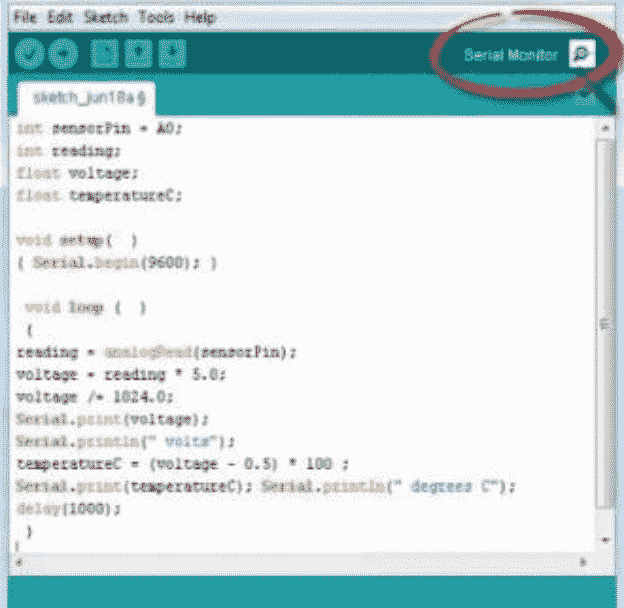 File Edit Sketch Tools Help
Serial Monitor
sketch_jun18a §
int sensorPin = A0;
int reading;
float voltage;
float temperatureC;
void setup( )
{ Serial.begin(9600); }
void loop ( )
{
reading = analogRead(sensorPin);
voltage = reading * 5.0;
voltage /= 1024.0;
Serial.print(voltage);
Serial.println(" volts");
temperatureC = (voltage - 0.5) * 100 ;
Serial.print(temperatureC); Serial.println(" degrees C");
delay(1000);
}